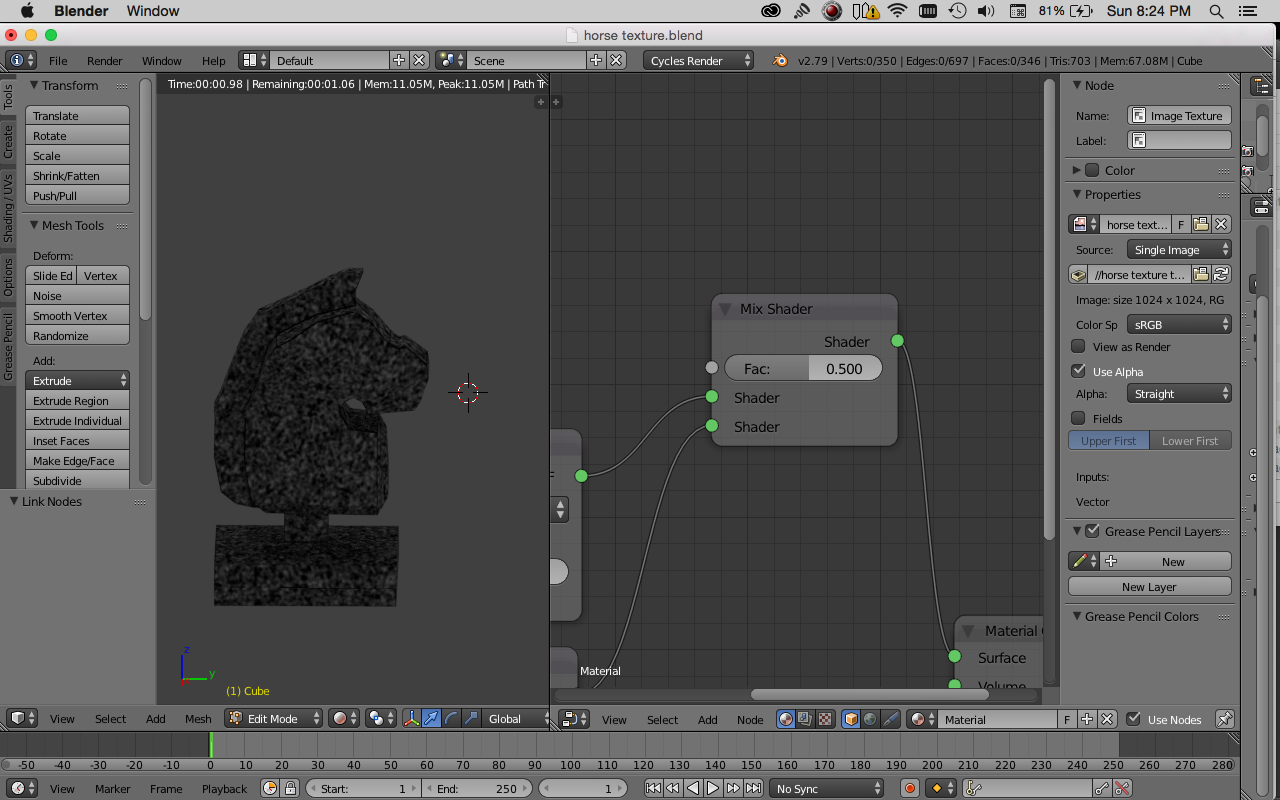 Blender Window 81% Sun 8:24 PM
horse texture.blend
File Render Window Help Default Scene Cycles Render v2.79 | Verts:0/350 | Edges:0/697 | Faces:0/346 | Tris:703 | Mem:67.08M | Cube
Tools
Create
Shading / UVs
Options
Grease Pencil
Transform
Translate
Rotate
Scale
Shrink/Fatten
Push/Pull
Mesh Tools
Deform:
Slide Ed Vertex
Noise
Smooth Vertex
Randomize
Add:
Extrude
Extrude Region
Extrude Individual
Inset Faces
Make Edge/Face
Subdivide
Link Nodes
Time:00:00.98 | Remaining:00:01.06 | Mem:11.05M, Peak:11.05M | Path Tr
z
y
(1) Cube
View Select Add Mesh Edit Mode Global
Mix Shader
Shader
Fac: 0.500
Shader
Shader
Material
Surface
Volume
Material
View Select Add Node Material F Use Nodes
Node
Name: Image Texture
Label:
Color
Properties
horse text... F
Source: Single Image
//horse texture t...
Image: size 1024 x 1024, RG
Color Sp sRGB
View as Render
Use Alpha
Alpha: Straight
Fields
Upper First Lower First
Inputs:
Vector
Grease Pencil Layers
New
New Layer
Grease Pencil Colors
-50 -40 -30 -20 -10 0 10 20 30 40 50 60 70 80 90 100 110 120 130 140 150 160 170 180 190 200 210 220 230 240 250 260 270 280
View Marker Frame Playback Start: 1 End: 250 1 No Sync